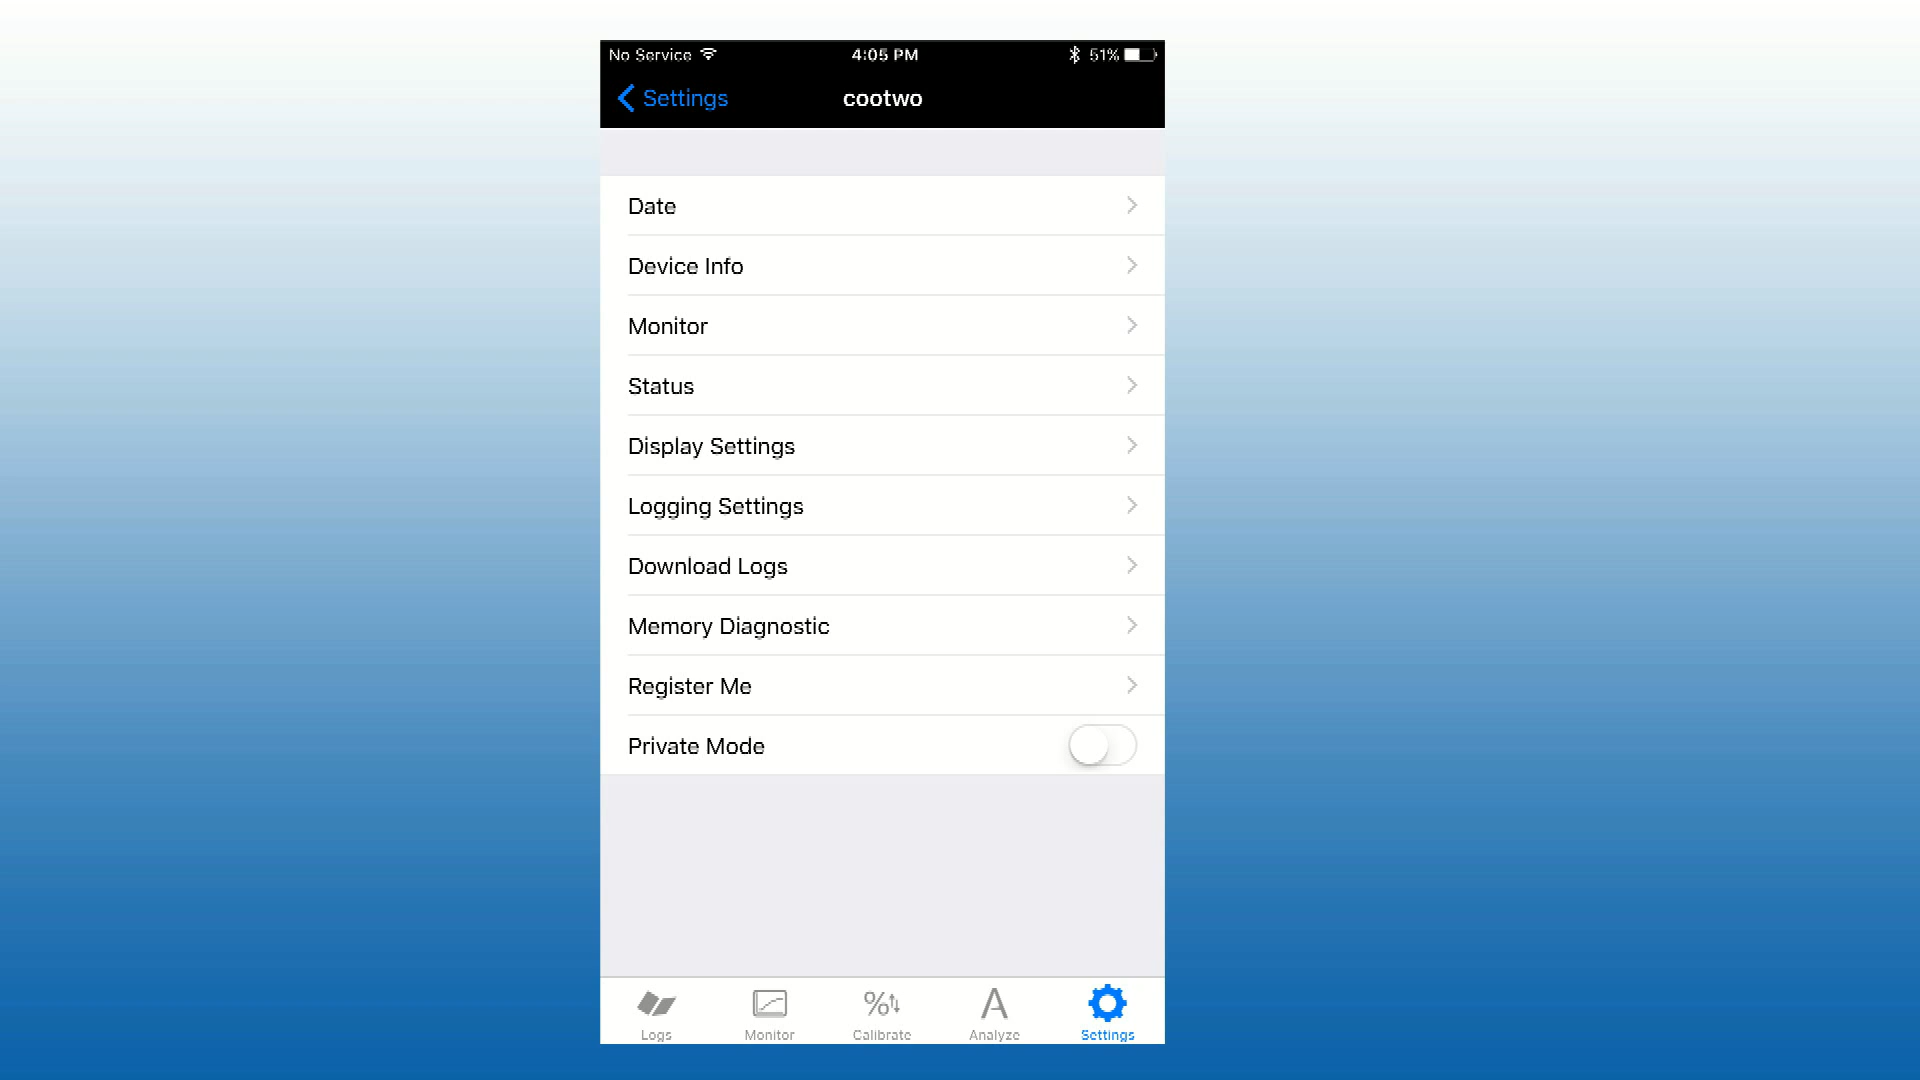 No Service 4:05 PM 51%
Settings cootwo
Date
Device Info
Monitor
Status
Display Settings
Logging Settings
Download Logs
Memory Diagnostic
Register Me
Private Mode
Logs Monitor Calibrate Analyze Settings